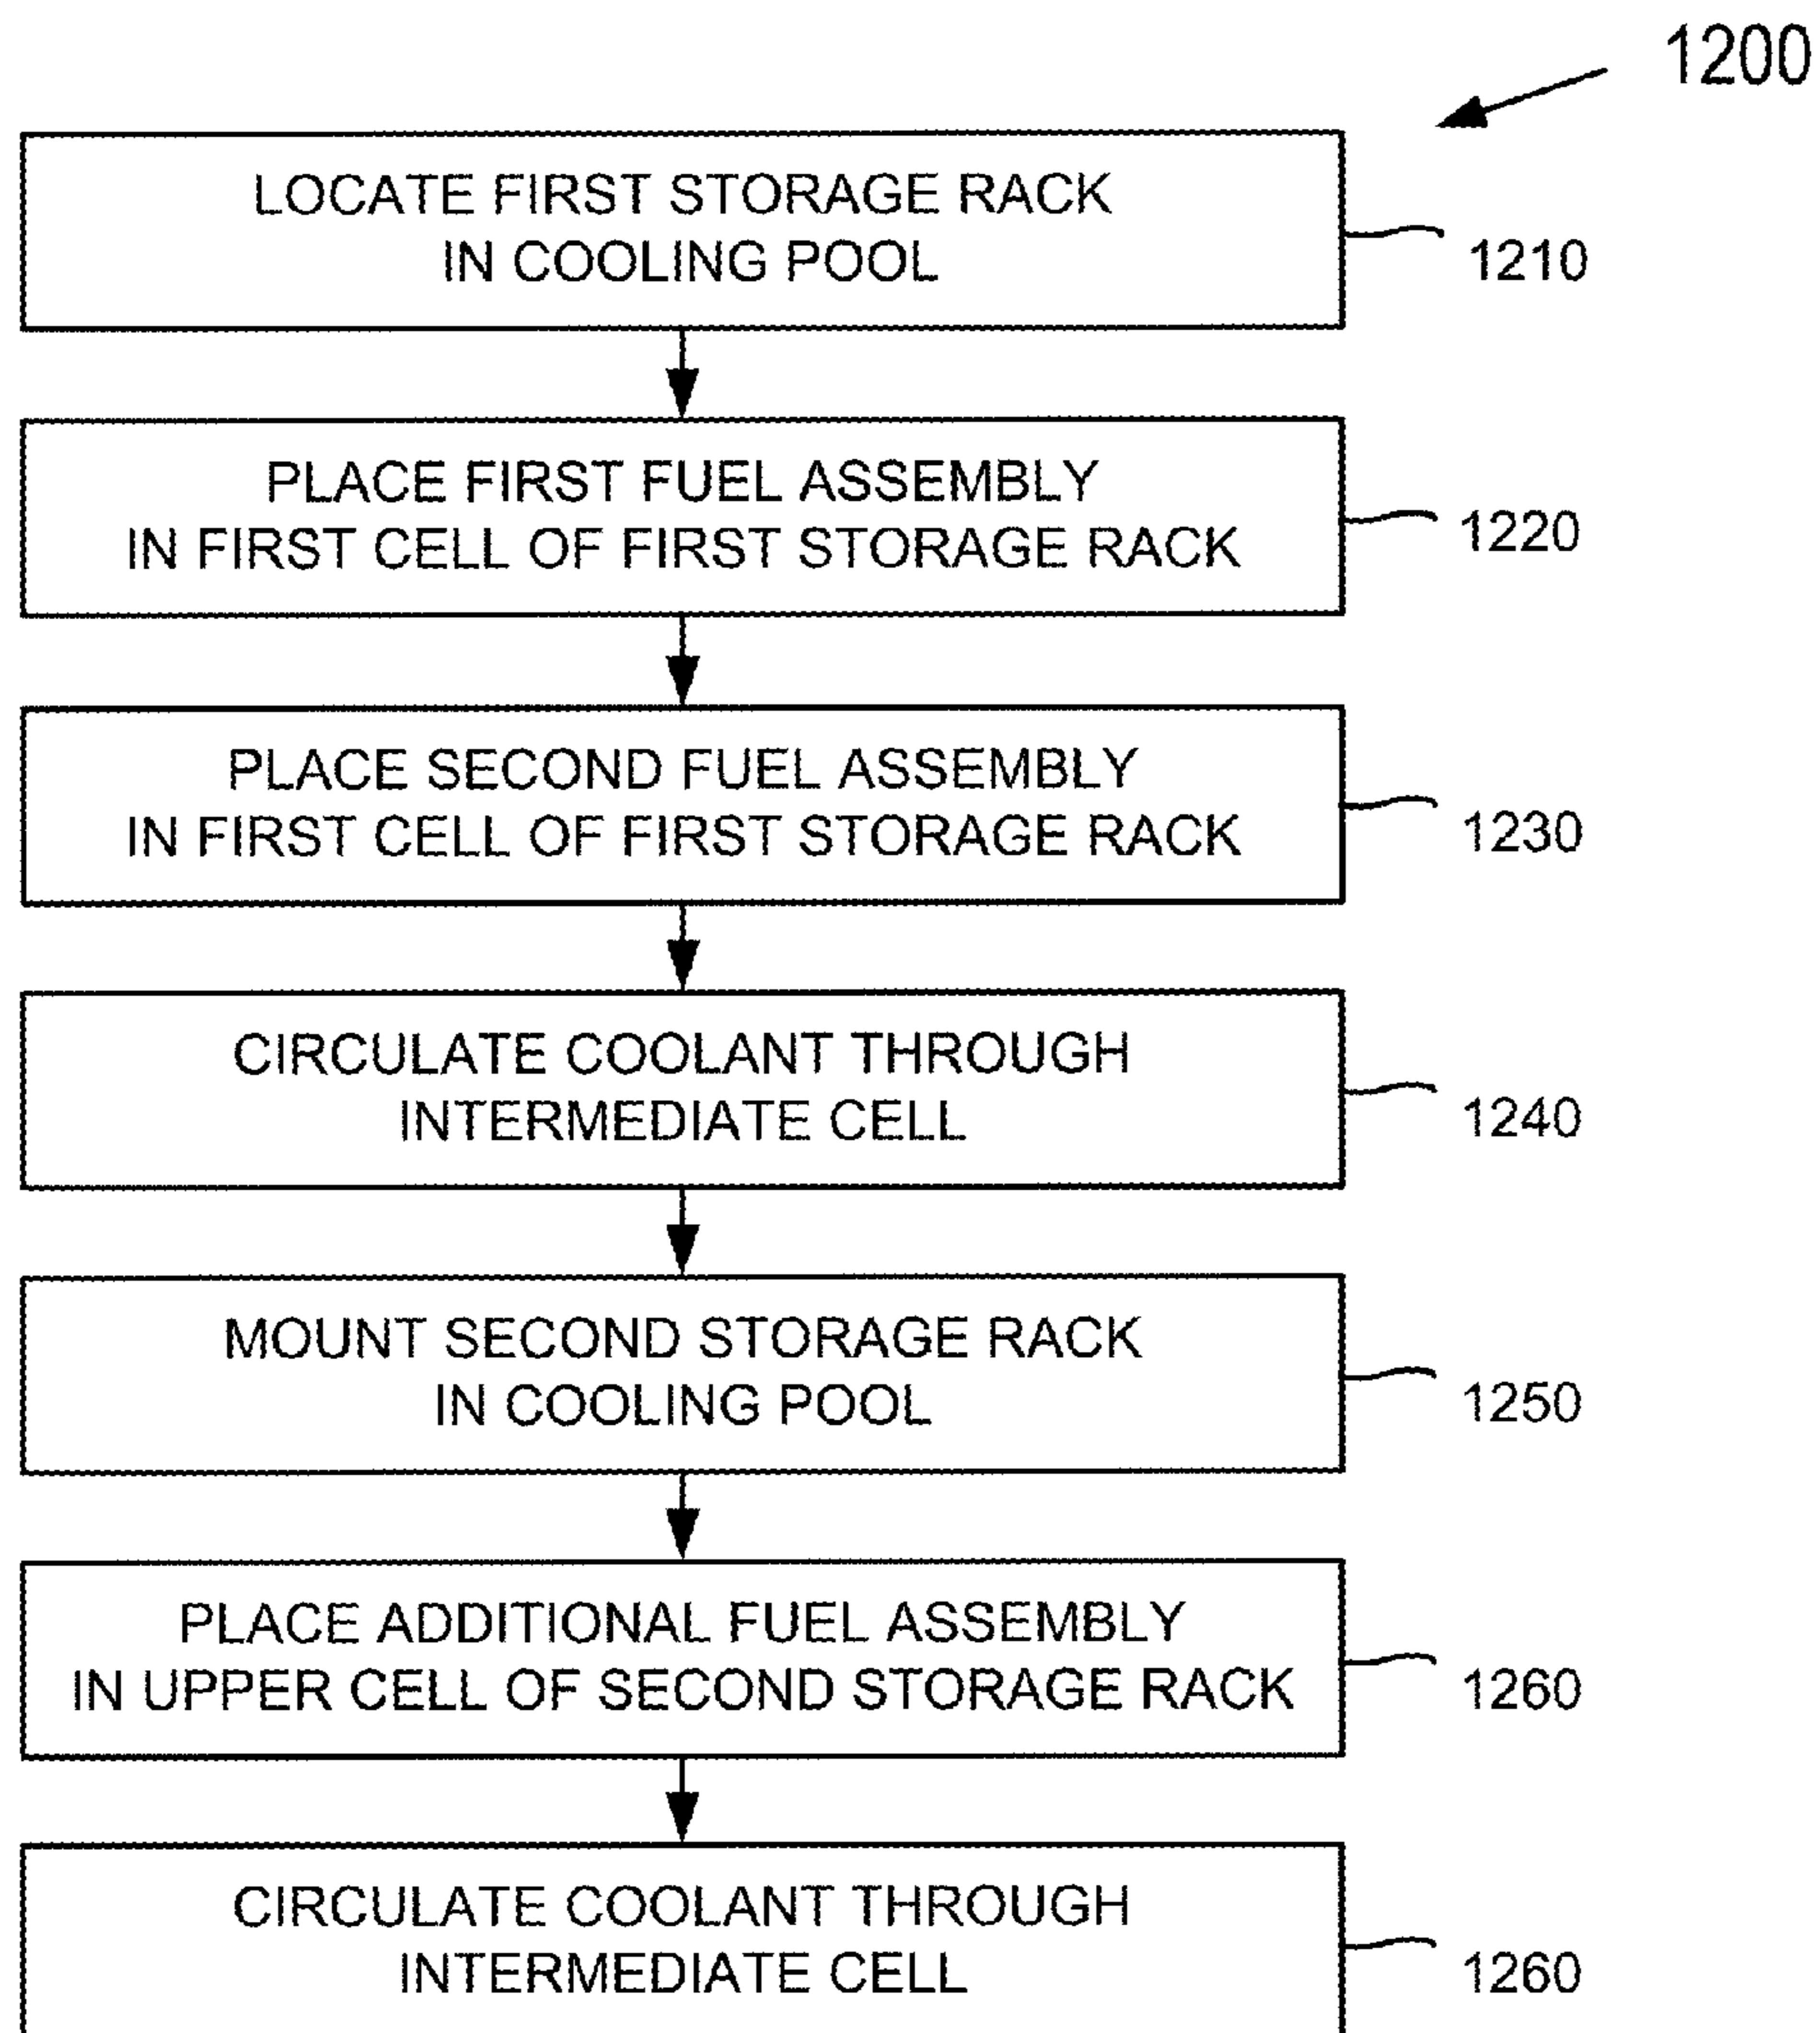 1200
LOCATE FIRST STORAGE RACK
IN COOLING POOL
1210
PLACE FIRST FUEL ASSEMBLY
IN FIRST CELL OF FIRST STORAGE RACK
1220
PLACE SECOND FUEL ASSEMBLY
IN FIRST CELL OF FIRST STORAGE RACK
1230
CIRCULATE COOLANT THROUGH
INTERMEDIATE CELL
1240
MOUNT SECOND STORAGE RACK
IN COOLING POOL
1250
PLACE ADDITIONAL FUEL ASSEMBLY
IN UPPER CELL OF SECOND STORAGE RACK
1260
CIRCULATE COOLANT THROUGH
INTERMEDIATE CELL
1260